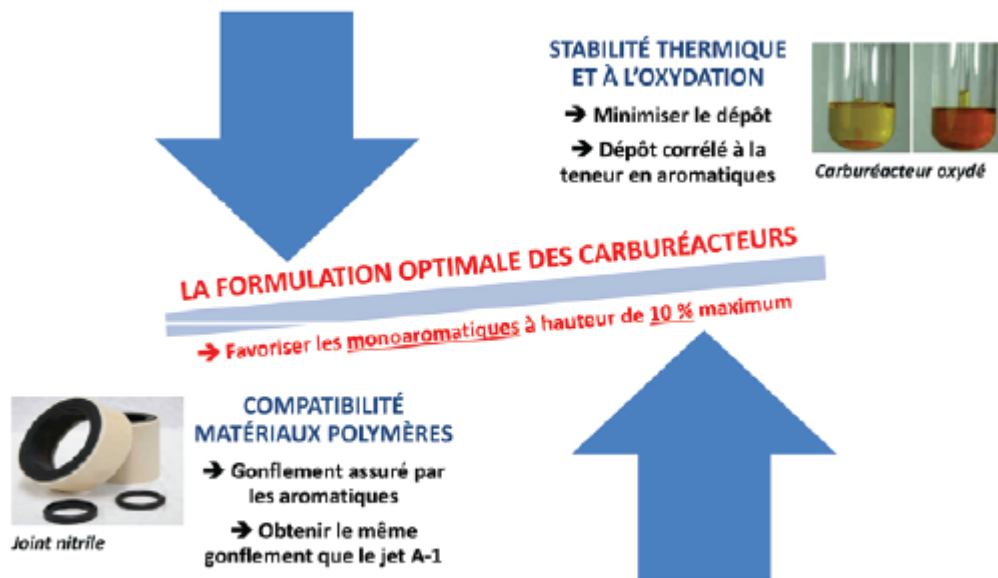 STABILITÉ THERMIQUE
ET À L'OXYDATION
➔ Minimiser le dépôt
➔ Dépôt corrélé à la
teneur en aromatiques
Carburéacteur oxydé
LA FORMULATION OPTIMALE DES CARBURÉACTEURS
➔ Favoriser les monoaromatiques à hauteur de 10 % maximum
COMPATIBILITÉ
MATÉRIAUX POLYMÈRES
➔ Gonflement assuré par
les aromatiques
➔ Obtenir le même
gonflement que le jet A-1
Joint nitrile